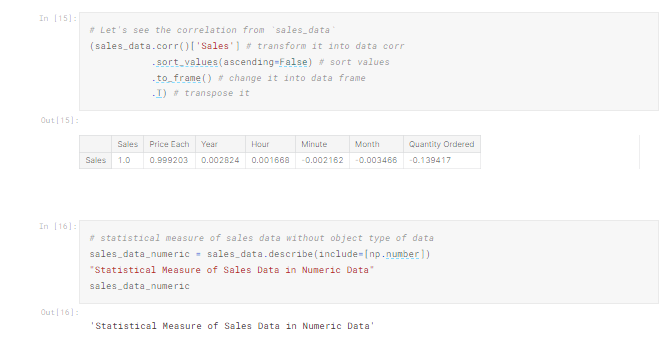 In [15]:
# Let's see the correlation from `sales_data`
(sales_data.corr()['Sales'] # transform it into data corr
.sort_values(ascending=False) # sort values
.to_frame() # change it into data frame
.T) # transpose it
Out[15]:
Sales Price Each Year Hour Minute Month Quantity Ordered
Sales 1.0 0.999203 0.002824 0.001668 -0.002162 -0.003466 -0.139417
In [16]:
# statistical measure of sales data without object type of data
sales_data_numeric = sales_data.describe(include=[np.number])
"Statistical Measure of Sales Data in Numeric Data"
sales_data_numeric
Out[16]:
'Statistical Measure of Sales Data in Numeric Data'